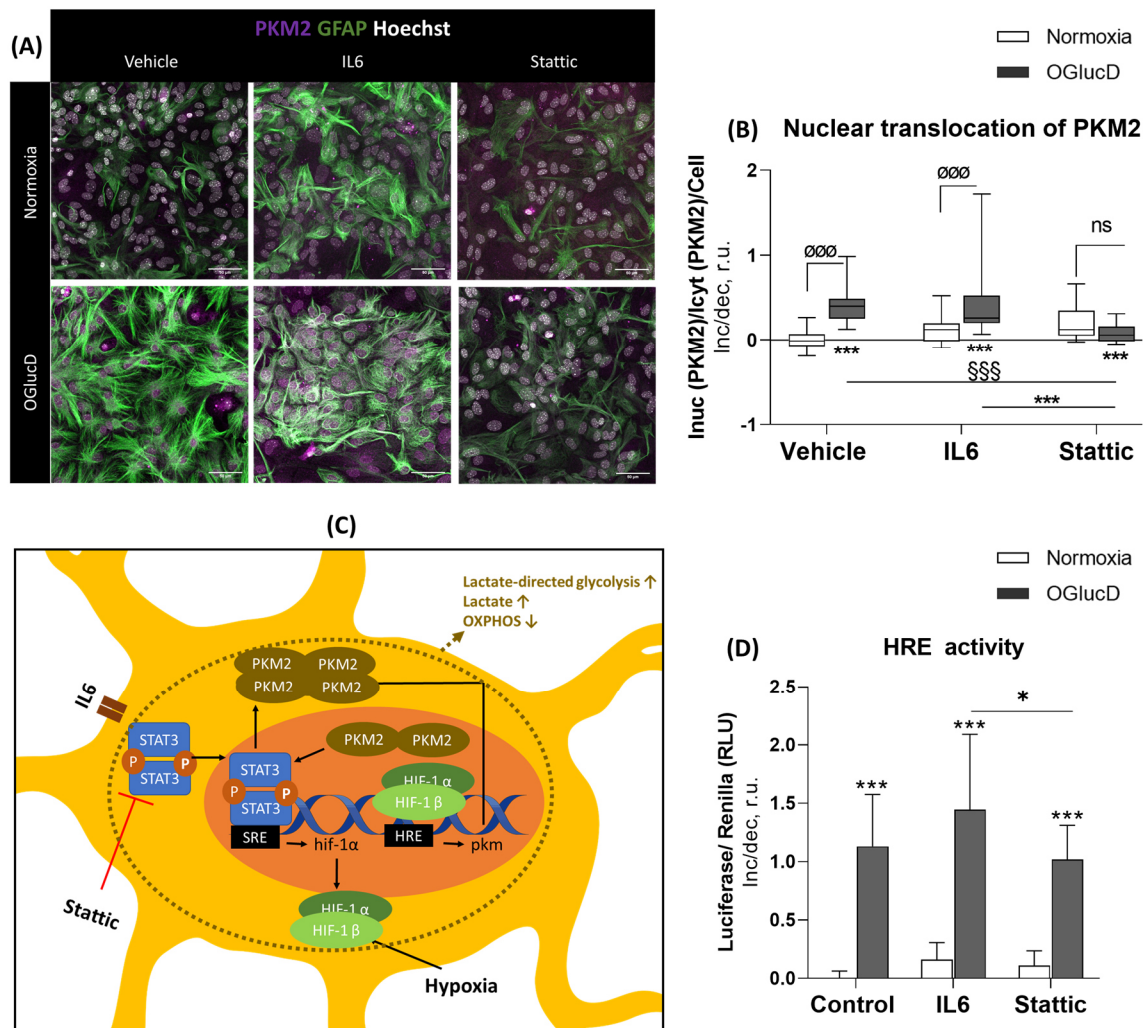 (A)
PKM2 GFAP Hoechst
Vehicle IL6 Stattic
Normoxia
OGlucD
Normoxia
OGlucD
(B) Nuclear translocation of PKM2
Inuc (PKM2)/Icyt (PKM2)/Cell
Inc/dec, r.u.
2
1
0
-1
ØØØ
***
ØØØ
***
ns
***
§§§
***
Vehicle IL6 Stattic
(C)
Lactate-directed glycolysis ↑
Lactate ↑
OXPHOS ↓
IL6
PKM2 PKM2
PKM2 PKM2
STAT3
P P
STAT3
STAT3
P P
STAT3
PKM2 PKM2
HIF-1 α
HIF-1 β
SRE
hif-1α
HRE
pkm
HIF-1 α
HIF-1 β
Stattic
Hypoxia
Normoxia
OGlucD
(D) HRE activity
Luciferase/ Renilla (RLU)
Inc/dec, r.u.
2.5
2.0
1.5
1.0
0.5
0.0
***
***
*
***
Control IL6 Stattic